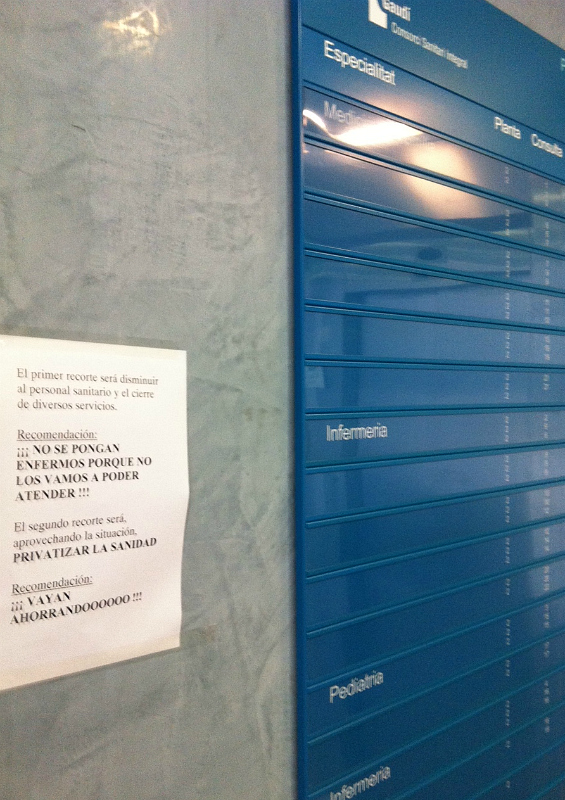 El primer recorte será disminuir
al personal sanitario y el cierre
de diversos servicios.
Recomendación:
¡¡¡ NO SE PONGAN
ENFERMOS PORQUE NO
LOS VAMOS A PODER
ATENDER !!!
El segundo recorte será,
aprovechando la situación,
PRIVATIZAR LA SANIDAD
Recomendación:
¡¡¡ VAYAN
AHORRANDOOOOOO !!!
Gaudí
Consorci Sanitari Integral
Especialitat
Planta Consulta
Infermeria
Pediatria
Infermeria